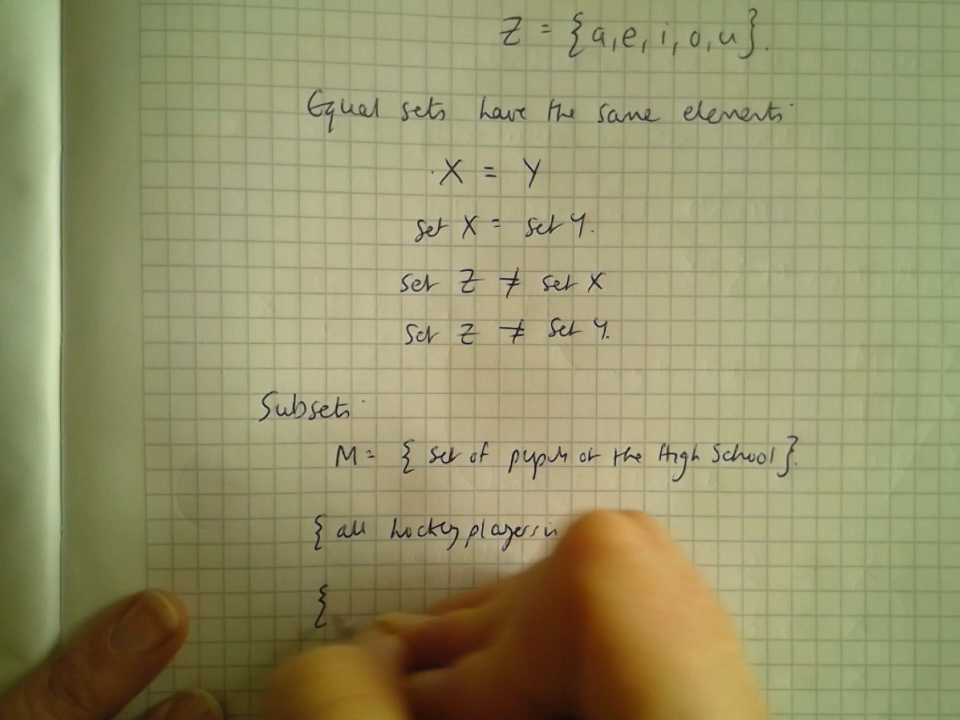 Z = {a, e, i, o, u}.
Equal sets have the same elements
X = Y
set X = set Y.
set Z ≠ set X
Set Z ≠ Set Y.
Subsets
M = { set of pupils at the High School }.
{ all hockey players in
{